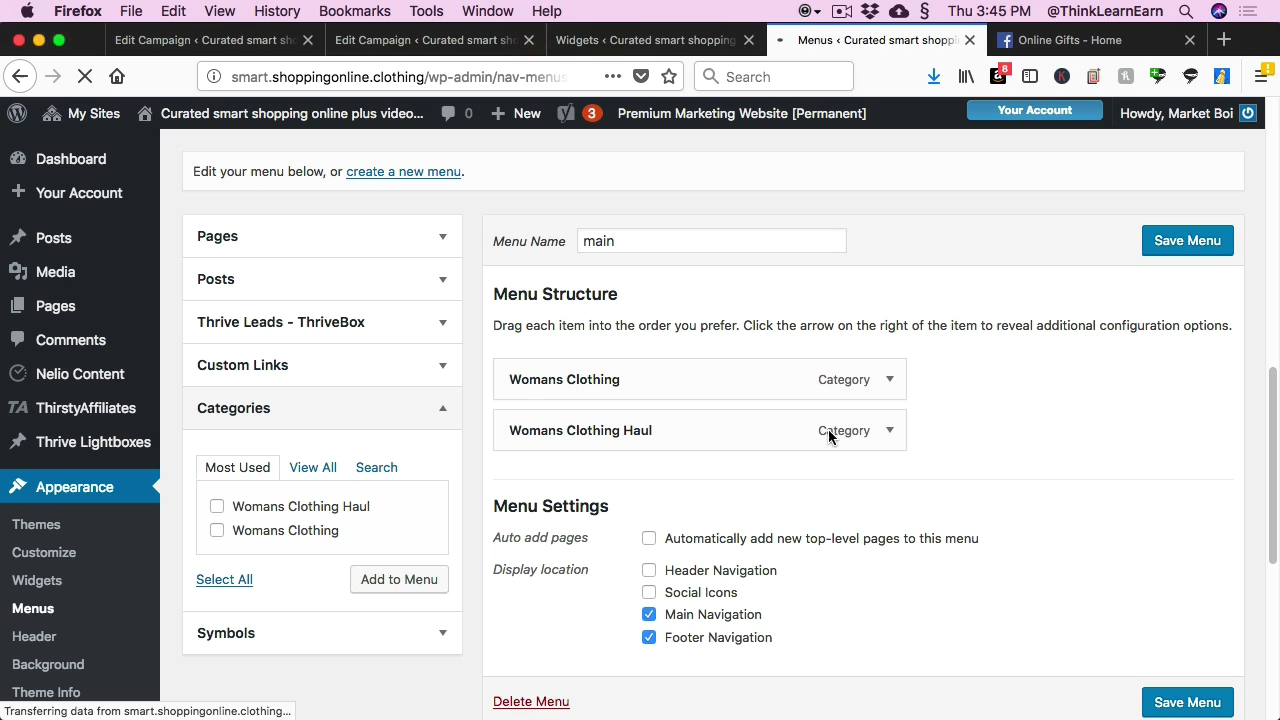 Firefox File Edit View History Bookmarks Tools Window Help Thu 3:45 PM @ThinkLearnEarn
Edit Campaign ‹ Curated smart sho Edit Campaign ‹ Curated smart sho Widgets ‹ Curated smart shopping Menus ‹ Curated smart shoppi Online Gifts - Home
smart.shoppingonline.clothing/wp-admin/nav-menus Search 8
My Sites Curated smart shopping online plus video... 0 New 3 Premium Marketing Website [Permanent] Your Account Howdy, Market Boi
Dashboard
Your Account
Posts
Media
Pages
Comments
Nelio Content
ThirstyAffiliates
Thrive Lightboxes
Appearance
Themes
Customize
Widgets
Menus
Header
Background
Theme Info
Edit your menu below, or create a new menu.
Pages
Posts
Thrive Leads - ThriveBox
Custom Links
Categories
Most Used View All Search
Womans Clothing Haul
Womans Clothing
Select All Add to Menu
Symbols
Menu Name main Save Menu
Menu Structure
Drag each item into the order you prefer. Click the arrow on the right of the item to reveal additional configuration options.
Womans Clothing Category
Womans Clothing Haul Category
Menu Settings
Auto add pages Automatically add new top-level pages to this menu
Display location Header Navigation
Social Icons
Main Navigation
Footer Navigation
Delete Menu Save Menu
Transferring data from smart.shoppingonline.clothing...